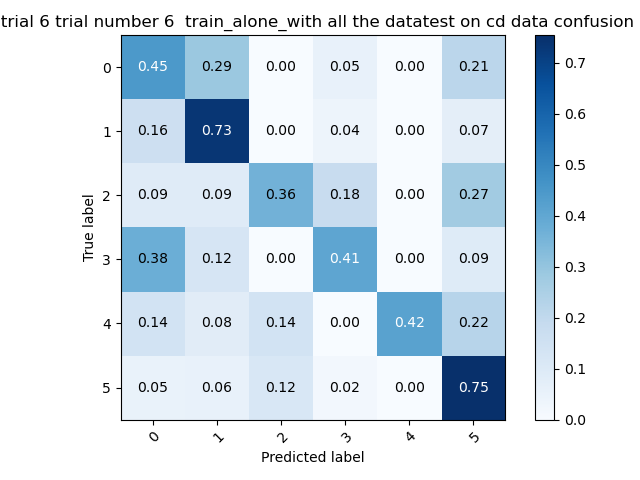 trial 6 trial number 6  train_alone_with all the datatest on cd data confusion
True label
0 0.45 0.29 0.00 0.05 0.00 0.21
1 0.16 0.73 0.00 0.04 0.00 0.07
2 0.09 0.09 0.36 0.18 0.00 0.27
3 0.38 0.12 0.00 0.41 0.00 0.09
4 0.14 0.08 0.14 0.00 0.42 0.22
5 0.05 0.06 0.12 0.02 0.00 0.75
0 1 2 3 4 5
Predicted label
0.7
0.6
0.5
0.4
0.3
0.2
0.1
0.0